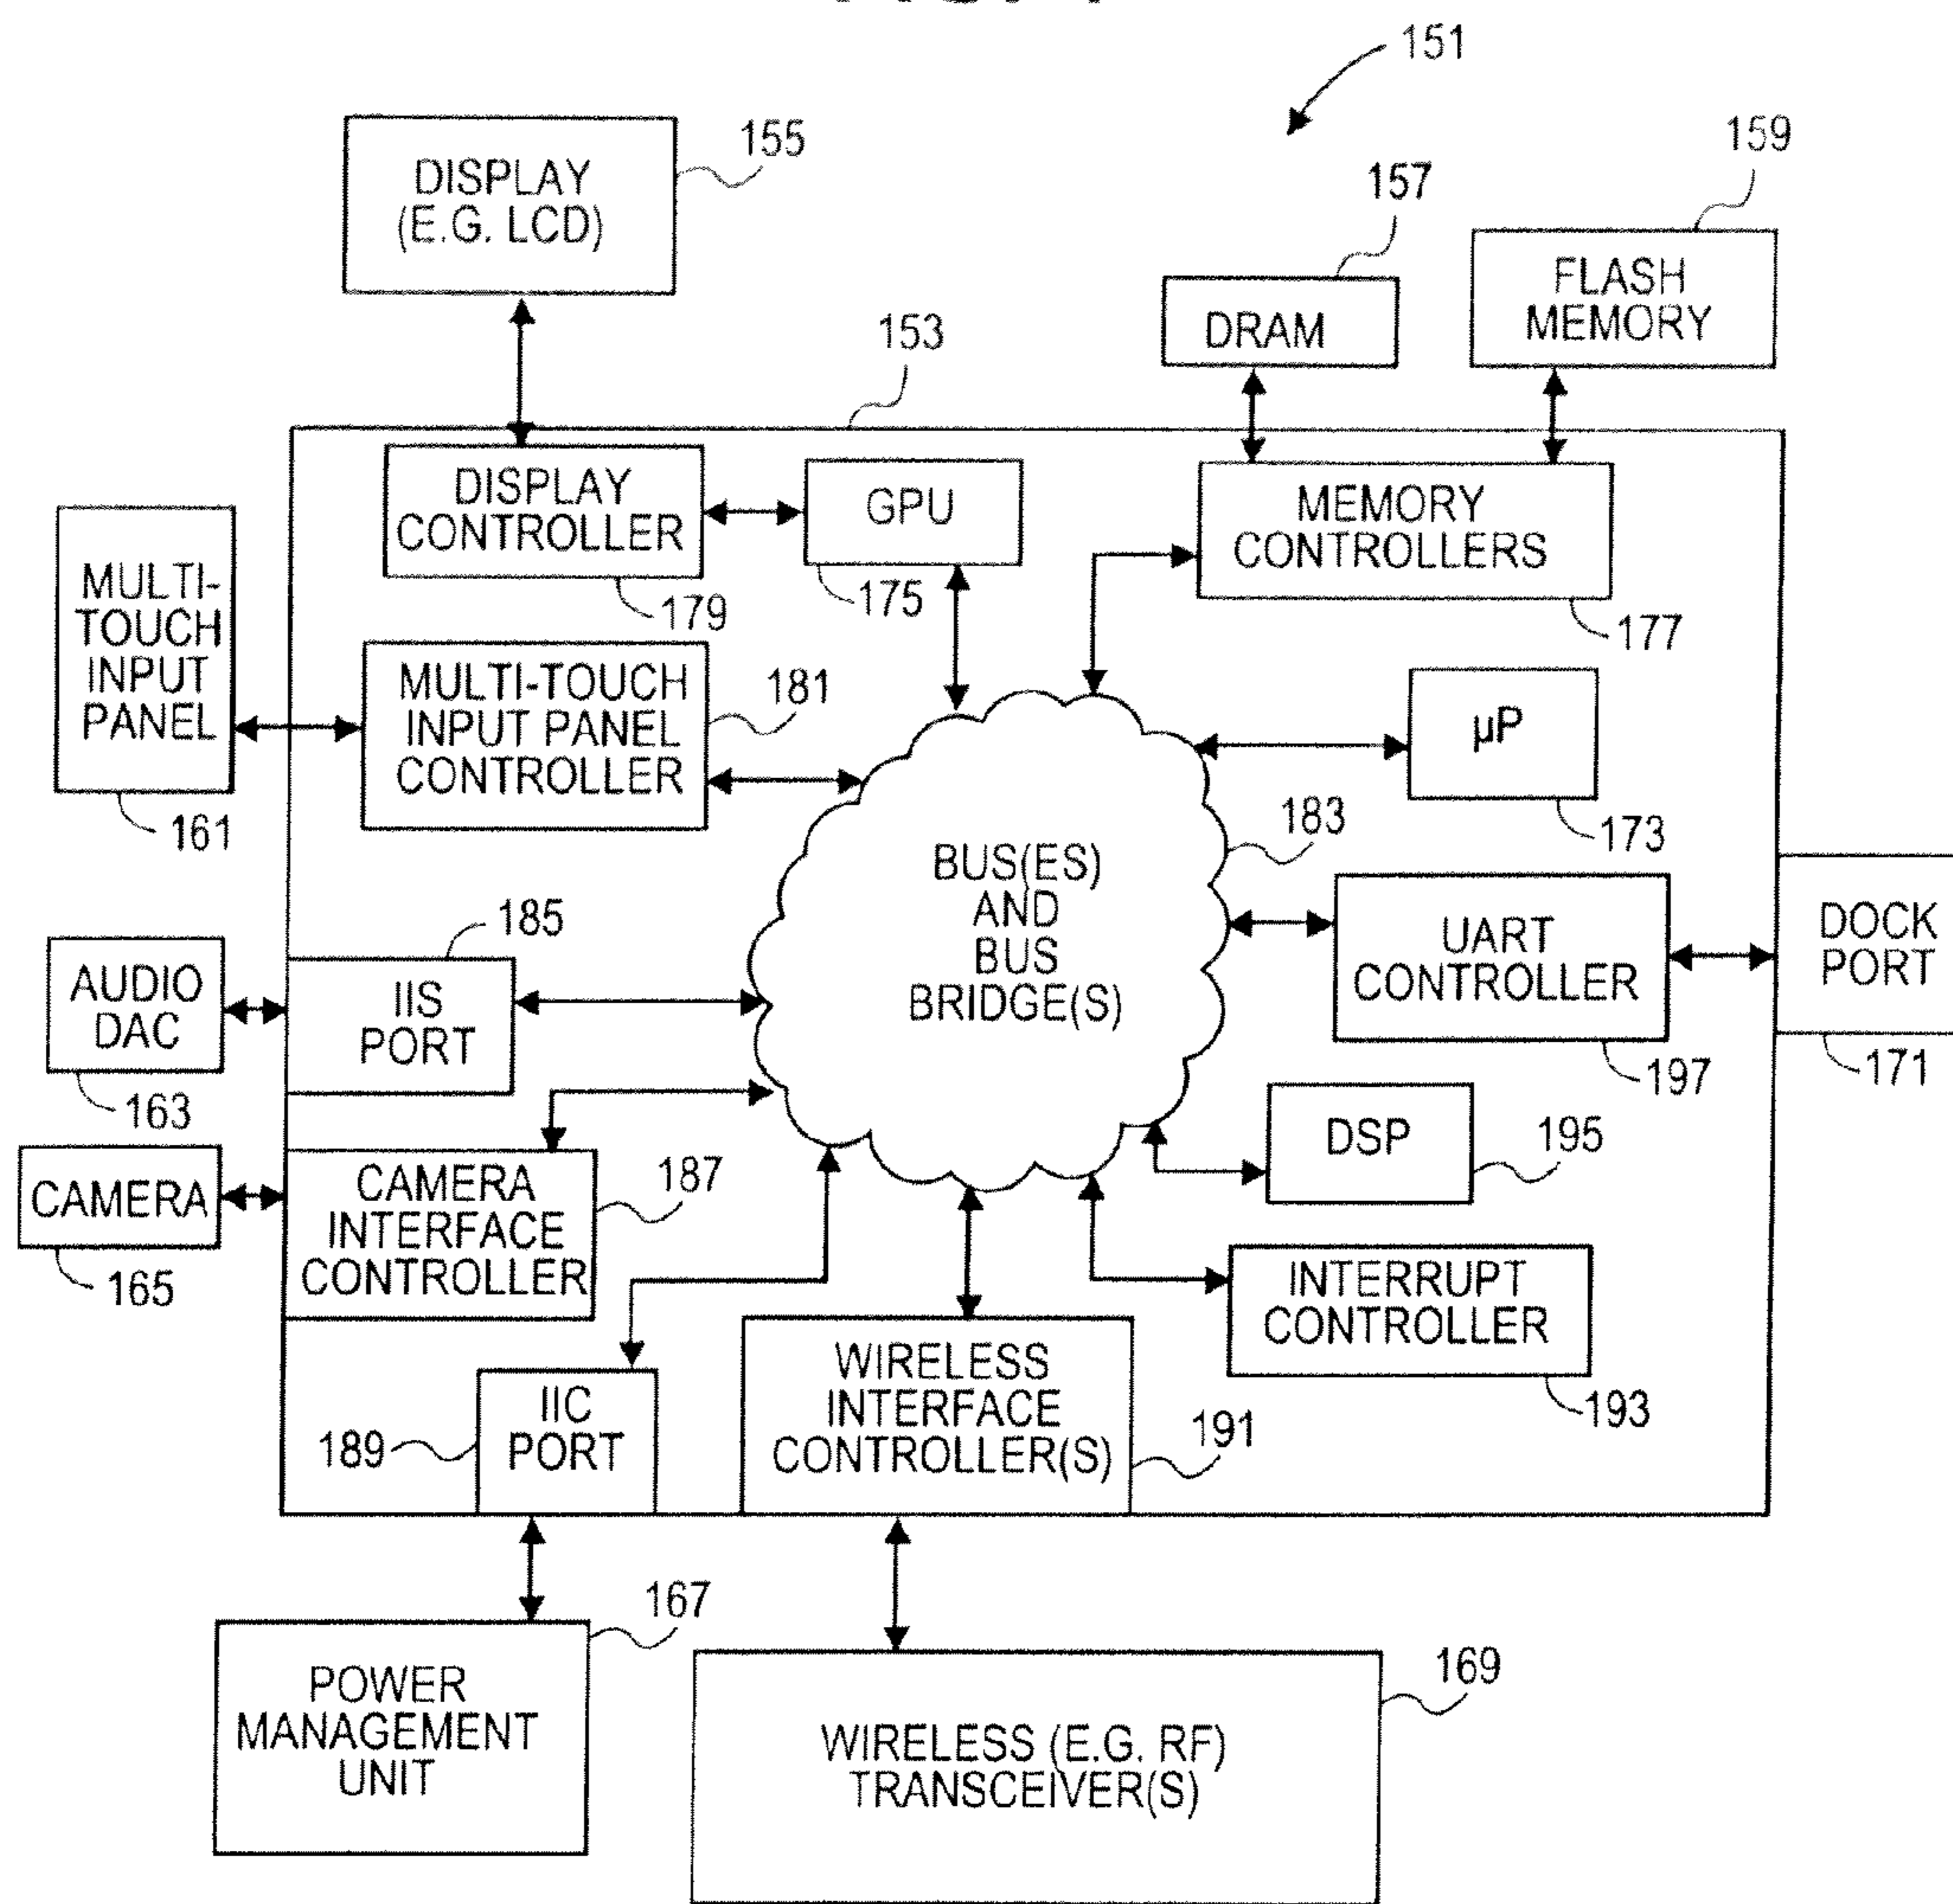 151
155
DISPLAY
(E.G. LCD)
159
157
FLASH
MEMORY
DRAM
153
DISPLAY
CONTROLLER
GPU
MEMORY
CONTROLLERS
179
175
177
MULTI-
TOUCH
INPUT
PANEL
161
MULTI-TOUCH
INPUT PANEL
CONTROLLER
181
µP
173
183
BUS(ES)
AND
BUS
BRIDGE(S)
UART
CONTROLLER
197
DOCK
PORT
171
185
AUDIO
DAC
163
IIS
PORT
DSP
195
CAMERA
165
CAMERA
INTERFACE
CONTROLLER
187
INTERRUPT
CONTROLLER
193
189
IIC
PORT
WIRELESS
INTERFACE
CONTROLLER(S)
191
167
POWER
MANAGEMENT
UNIT
169
WIRELESS (E.G. RF)
TRANSCEIVER(S)